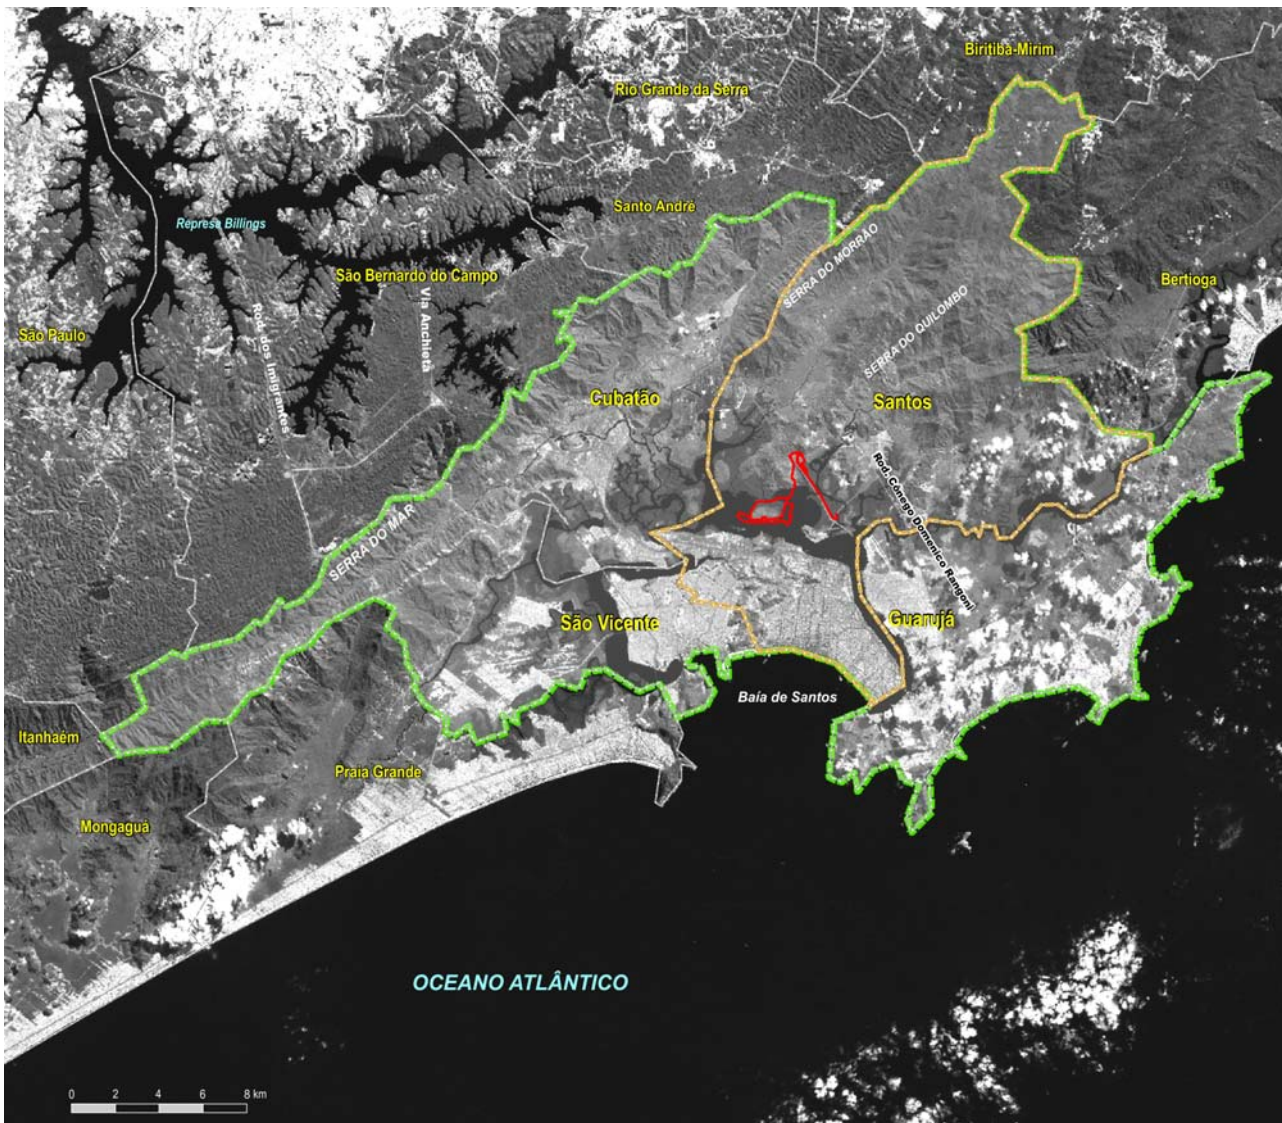 Biritiba-Mirim
Rio Grande da Serra
Santo André
Represa Billings
SERRA DO MORRÃO
São Bernardo do Campo
Bertioga
Via Anchieta
Rod. dos Imigrantes
São Paulo
SERRA DO QUILOMBO
Cubatão
Santos
Rod. Cônego Domenico Rangoni
SERRA DO MAR
São Vicente
Guarujá
Baía de Santos
Itanhaém
Praia Grande
Mongaguá
OCEANO ATLÂNTICO
0 2 4 6 8 km